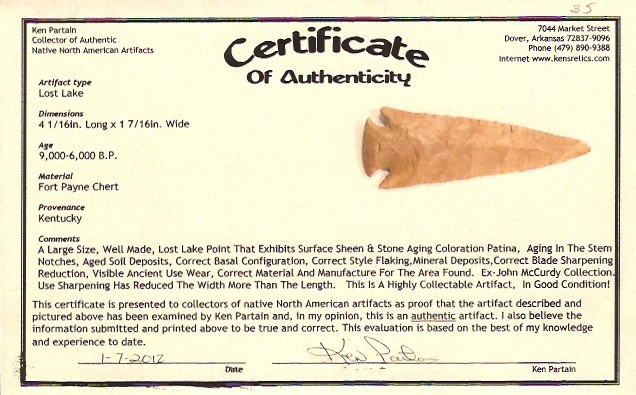 35
Ken Partain
Collector of Authentic
Native North American Artifacts
Certificate
Of Authenticity
7044 Market Street
Dover, Arkansas 72837-9096
Phone (479) 890-9388
Internet www.kensrelics.com
Artifact type
Lost Lake
Dimensions
4 1/16in. Long x 1 7/16in. Wide
Age
9,000-6,000 B.P.
Material
Fort Payne Chert
Provenance
Kentucky
Comments
A Large Size, Well Made, Lost Lake Point That Exhibits Surface Sheen & Stone Aging Coloration Patina, Aging In The Stem
Notches, Aged Soil Deposits, Correct Basal Configuration, Correct Style Flaking,Mineral Deposits,Correct Blade Sharpening
Reduction, Visible Ancient Use Wear, Correct Material And Manufacture For The Area Found. Ex-John McCurdy Collection.
Use Sharpening Has Reduced The Width More Than The Length. This Is A Highly Collectable Artifact, In Good Condition!
This certificate is presented to collectors of native North American artifacts as proof that the artifact described and
pictured above has been examined by Ken Partain and, in my opinion, this is an authentic artifact. I also believe the
information submitted and printed above to be true and correct. This evaluation is based on the best of my knowledge
and experience to date.
1-7-2012 Ken Partain
Date Ken Partain